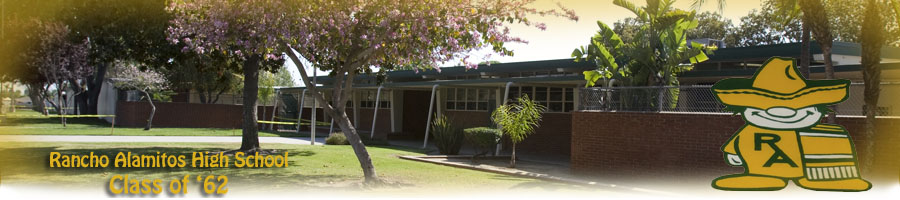 Rancho Alamitos High School
Class of '62
RA